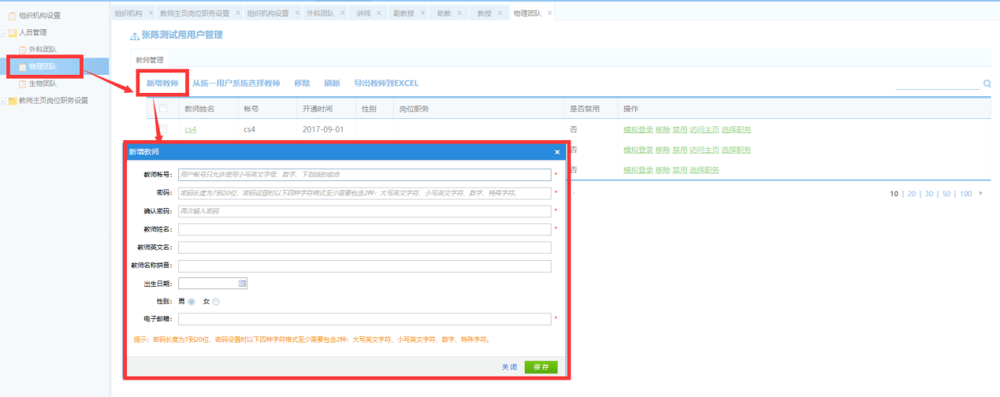 组织机构设置
人员管理
外科团队
物理团队
生物团队
教师主页岗位职务设置
组织机构 × 教师主页岗位职务设置 × 组织机构设置 × 外科团队 × 讲师 × 副教授 × 助教 × 教授 × 物理团队 ×
张陈测试用用户管理
教师管理
新增教师 从统一用户系统选择教师 移除 刷新 导出教师到EXCEL
教师姓名 帐号 开通时间 性别 岗位职务 是否禁用 操作
cs4 cs4 2017-09-01 否 模拟登录 移除 禁用 访问主页 选择职务
否 模拟登录 移除 禁用 访问主页 选择职务
否 模拟登录 移除 禁用 选择职务
10 | 20 | 30 | 50 | 100
新增教师 ×
教师帐号： 用户帐号只允许使用小写英文字母、数字、下划线的组合 *
密码： 密码长度为7到20位，密码设置时以下四种字符格式至少需要包含2种：大写英文字符、小写英文字符、数字、特殊字符。 *
确认密码： 再次输入密码 *
教师姓名： *
教师英文名：
教师名称拼音：
出生日期：
性别： 男 女
电子邮箱： *
提示：密码长度为7到20位，密码设置时以下四种字符格式至少需要包含2种：大写英文字符、小写英文字符、数字、特殊字符。
关闭 保存